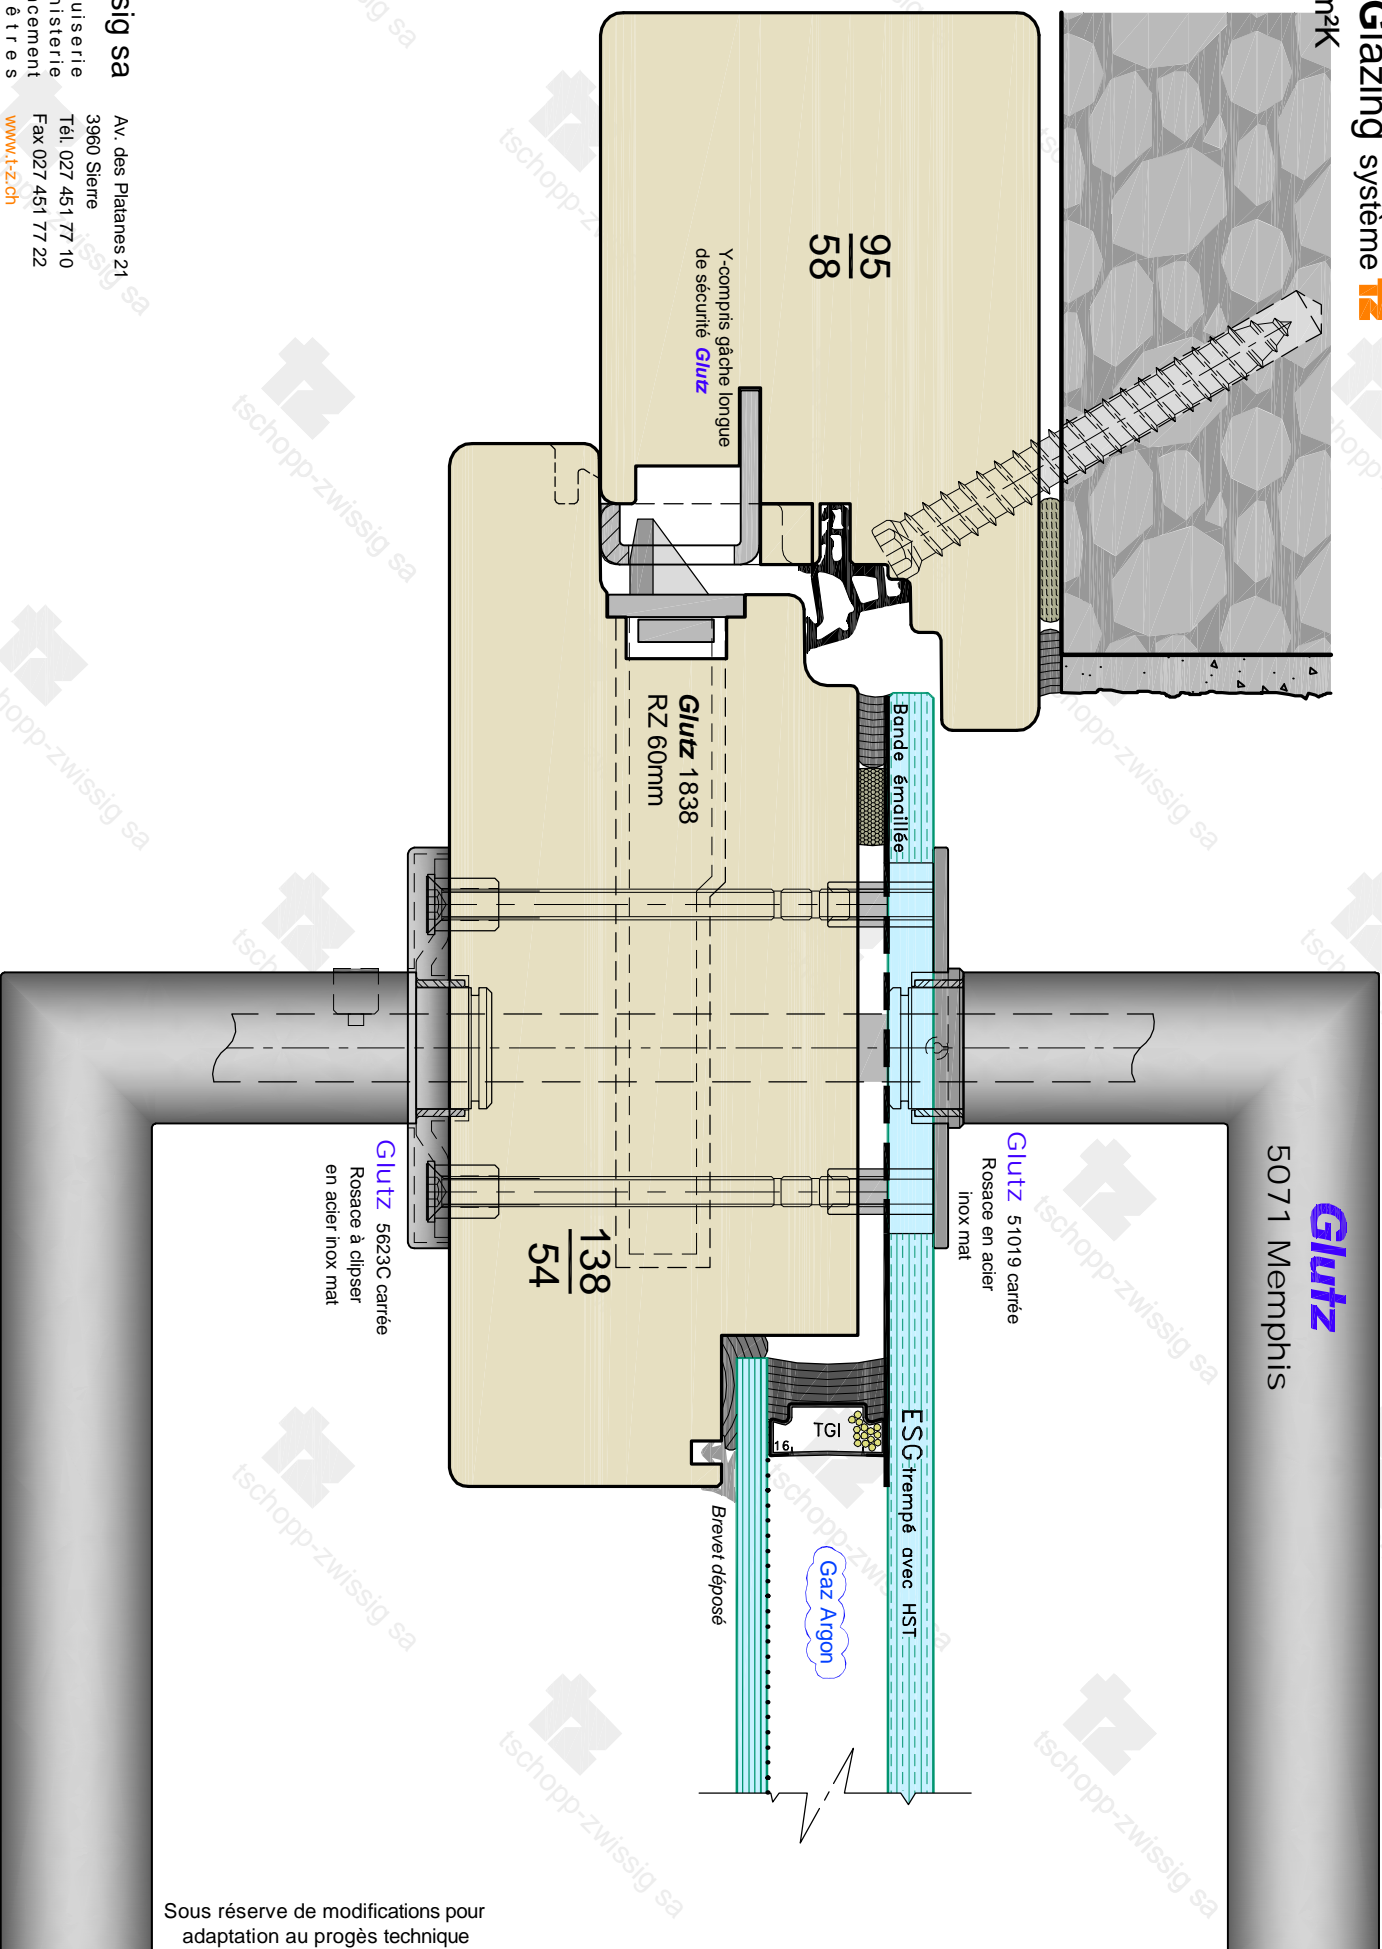 Glazing système TZ
m²K
95
58
Y-compris gâche longue
de sécurité Glutz
Glutz 1838
RZ 60mm
Bande émaillée
Glutz
5071 Memphis
Glutz 51019 carrée
Rosace en acier
inox mat
Glutz 5623C carrée
Rosace à clipser
en acier inox mat
138
54
TGI
16
ESG trempé avec HST
Gaz Argon
Brevet déposé
sig sa
uiserie
nisterie
cement
êtres
Av. des Platanes 21
3960 Sierre
Tél. 027 451 77 10
Fax 027 451 77 22
www.t-z.ch
Sous réserve de modifications pour
adaptation au progès technique
tschopp-zwissig sa